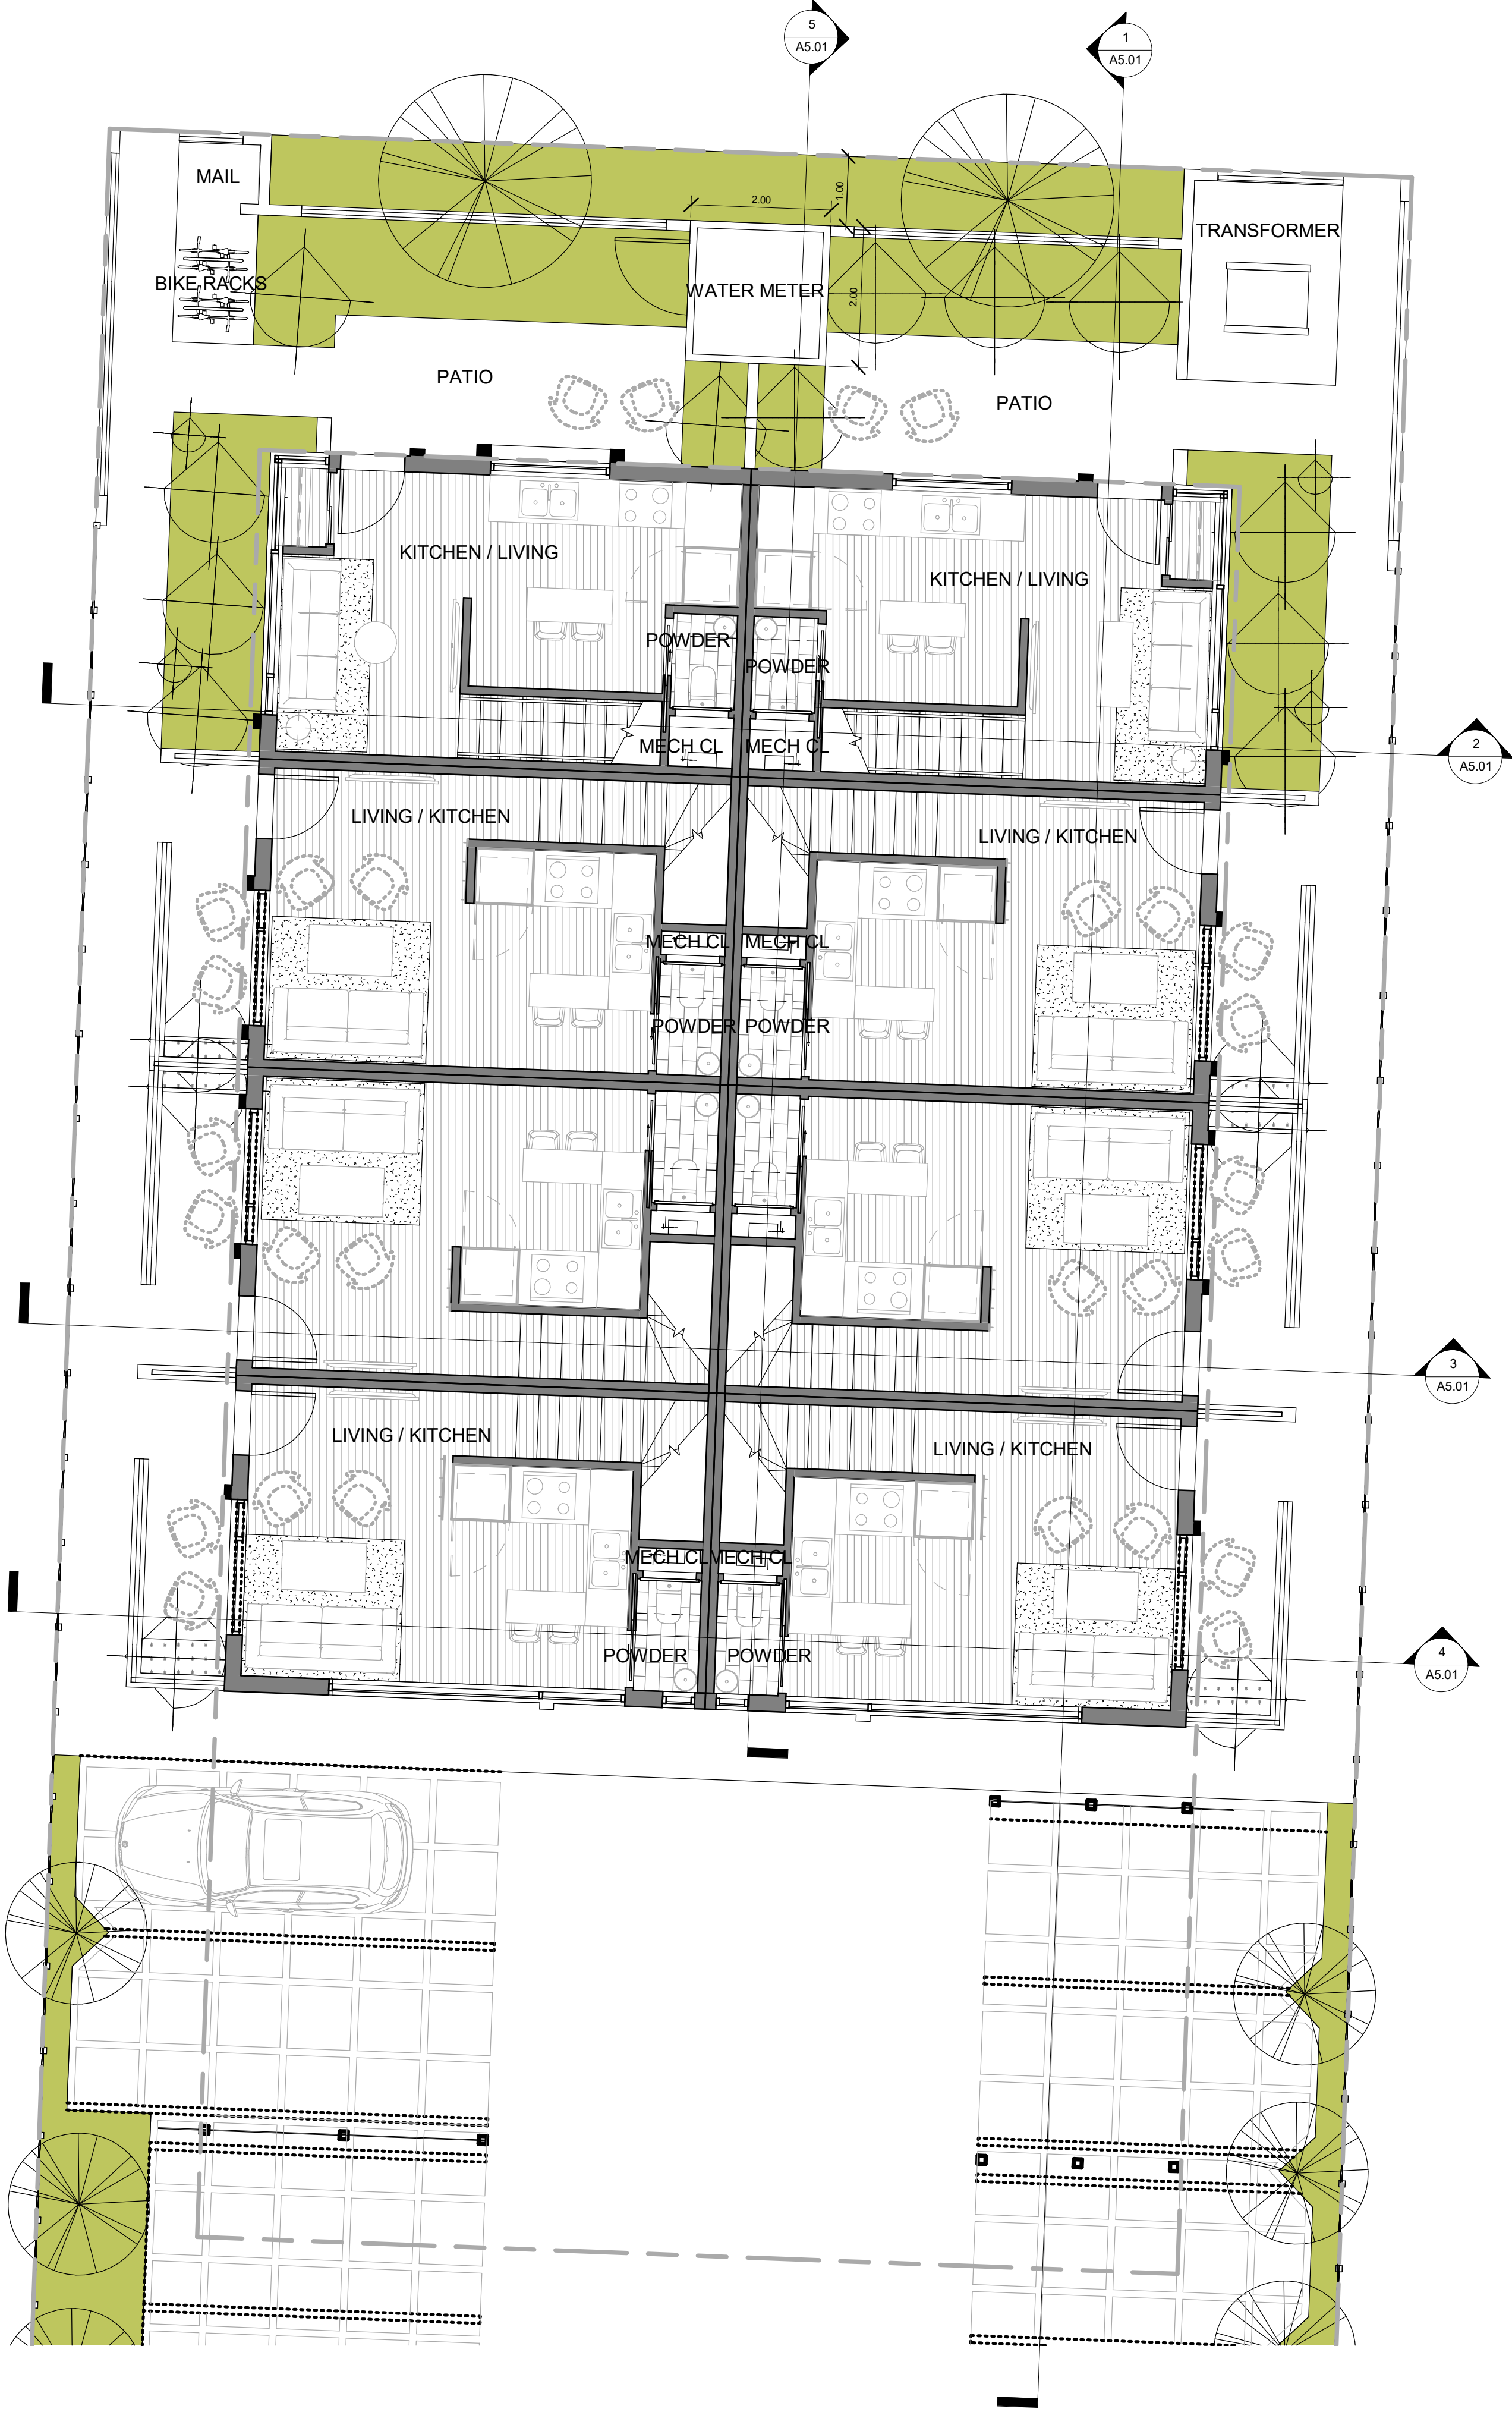 5
A5.01
1
A5.01
MAIL
BIKE RACKS
2.00
1.00
TRANSFORMER
WATER METER
2.00
PATIO
PATIO
KITCHEN / LIVING
KITCHEN / LIVING
POWDER
POWDER
MECH CL
MECH CL
2
A5.01
LIVING / KITCHEN
LIVING / KITCHEN
MECH CL
MECH CL
POWDER
POWDER
3
A5.01
LIVING / KITCHEN
LIVING / KITCHEN
MECH CL
MECH CL
POWDER
POWDER
4
A5.01